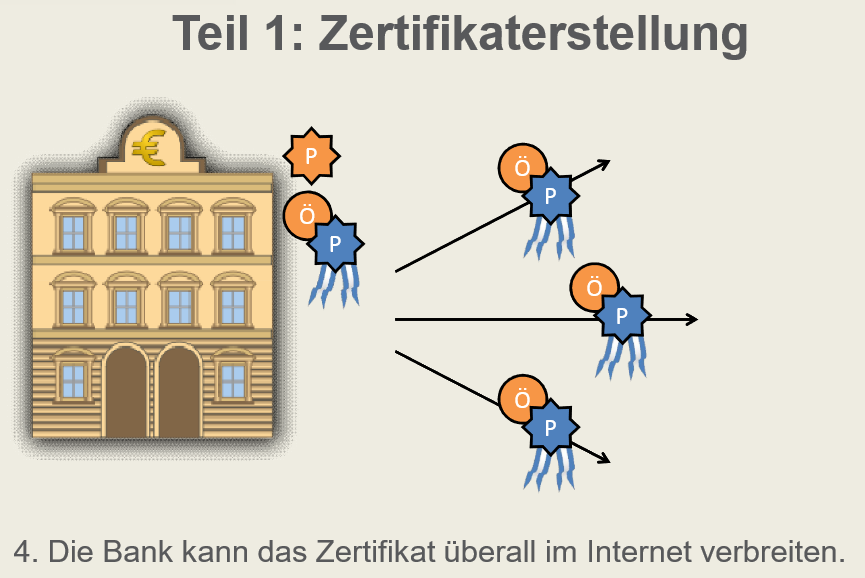 Teil 1: Zertifikaterstellung
€
P
Ö
P
Ö
P
Ö
P
Ö
P
4. Die Bank kann das Zertifikat überall im Internet verbreiten.